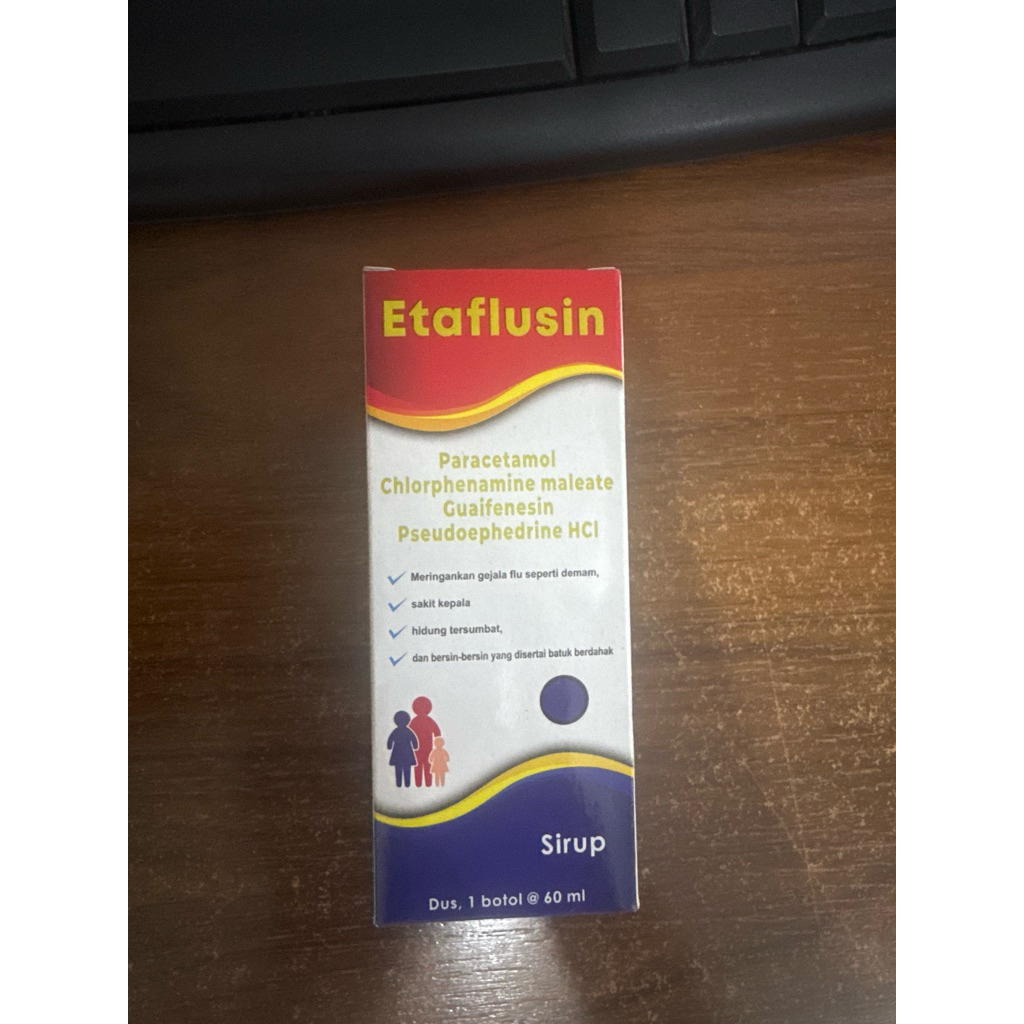 Etaflusin
Paracetamol
Chlorphenamine maleate
Guaifenesin
Pseudoephedrine HCl
Meringankan gejala flu seperti demam,
sakit kepala
hidung tersumbat,
dan bersin-bersin yang disertai batuk berdahak
Sirup
Dus, 1 botol @ 60 ml